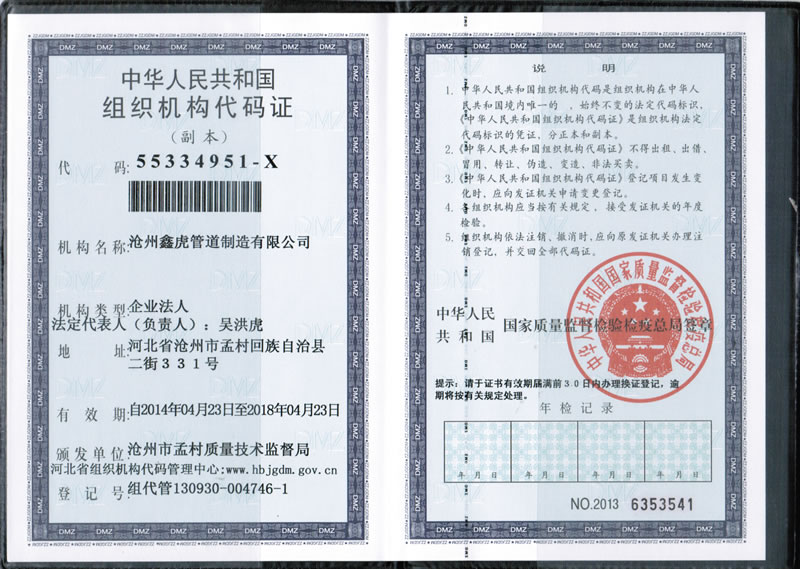 中华人民共和国
组织机构代码证
(副本)
代 码:55334951-X
机构名称:沧州鑫虎管道制造有限公司
机构类型:企业法人
法定代表人（负责人）:吴洪虎
地 址:河北省沧州市孟村回族自治县
二街３３１号
有 效 期:自2014年04月23日至2018年04月23日
颁发单位:沧州市孟村质量技术监督局
河北省组织机构代码管理中心:www.hbjgdm.gov.cn
登 记 号:组代管130930-004746-1
说 明
1. 中华人民共和国组织机构代码是组织机构在中华人
民共和国境内唯一的、始终不变的法定代码标识，
《中华人民共和国组织机构代码证》是组织机构法定
代码标识的凭证，分正本和副本。
2. 《中华人民共和国组织机构代码证》不得出租、出借、
冒用、转让、伪造、变造、非法买卖。
3. 《中华人民共和国组织机构代码证》登记项目发生变
化时，应向发证机关申请变更登记。
4. 各组织机构应当按有关规定，接受发证机关的年度
检验。
5. 组织机构依法注销、撤消时，应向原发证机关办理注
销登记，并交回全部代码证。
中华人民
共和国 国家质量监督检验检疫总局签章
中华人民共和国国家质量监督检验检疫总局
提示：请于证书有效期届满前３０日内办理换证登记，逾
期将按有关规定处理。
年检记录
年 月 日 年 月 日 年 月 日 年 月 日
NO.2013 6353541